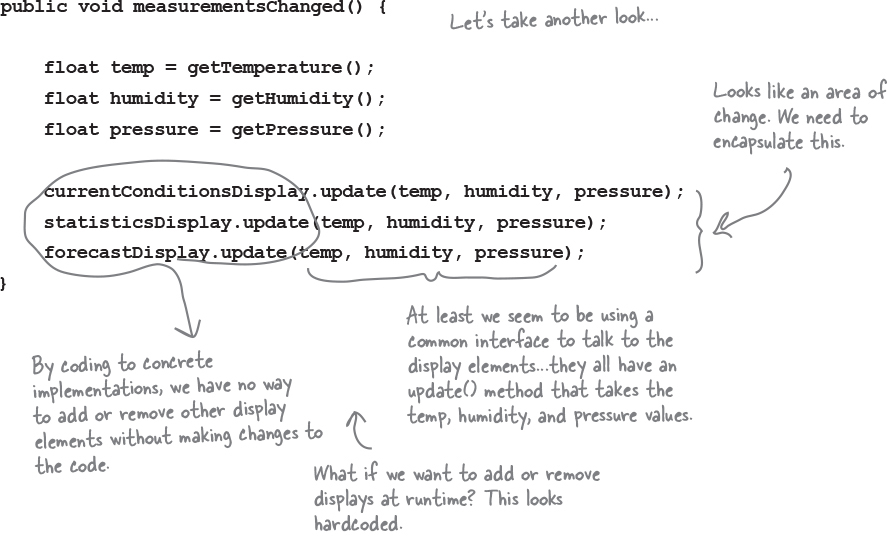 public void measurementsChanged() {
Let's take another look...
float temp = getTemperature();
float humidity = getHumidity();
float pressure = getPressure();
Looks like an area of
change. We need to
encapsulate this.
currentConditionsDisplay.update(temp, humidity, pressure);
statisticsDisplay.update(temp, humidity, pressure);
forecastDisplay.update(temp, humidity, pressure);
}
By coding to concrete
implementations, we have no way
to add or remove other display
elements without making changes to
the code.
At least we seem to be using a
common interface to talk to the
display elements...they all have an
update() method that takes the
temp, humidity, and pressure values.
What if we want to add or remove
displays at runtime? This looks
hardcoded.